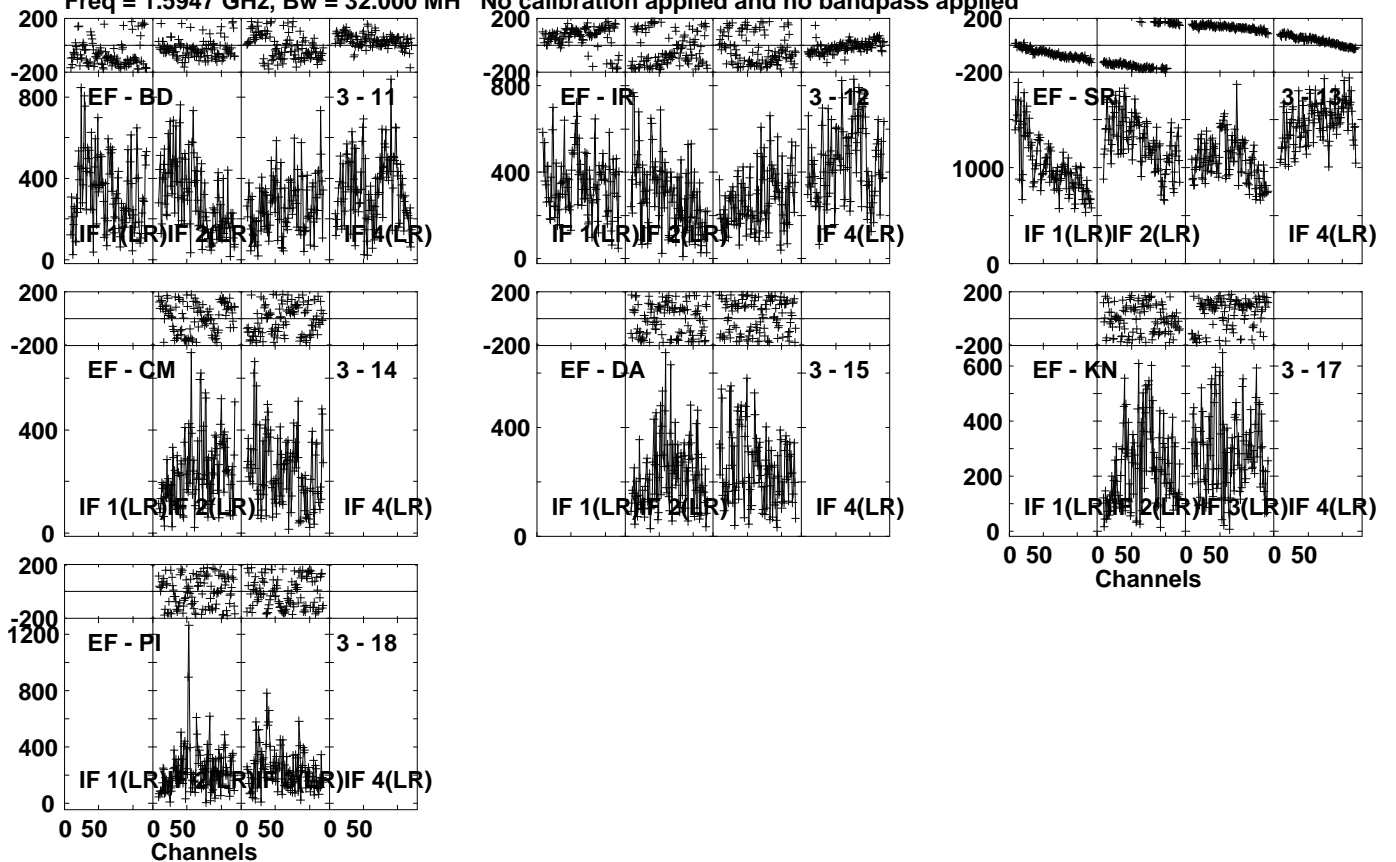 Freq = 1.5947 GHz, Bw = 32.000 MH No calibration applied and no bandpass applied
200
-200
800
400
0
EF - BD 3 - 11
IF 1(LR) IF 2(LR) IF 4(LR)
200
-200
800
400
0
EF - IR 3 - 12
IF 1(LR) IF 2(LR) IF 4(LR)
200
-200
1000
0
EF - SR 3 - 13
IF 1(LR) IF 2(LR) IF 4(LR)
200
-200
400
0
EF - CM 3 - 14
IF 1(LR) IF 2(LR) IF 4(LR)
200
-200
400
0
EF - DA 3 - 15
IF 1(LR) IF 2(LR) IF 4(LR)
200
-200
600
400
200
0
EF - KN 3 - 17
IF 1(LR) IF 2(LR) IF 3(LR) IF 4(LR)
0 50 0 50 0 50 0 50
Channels
200
-200
1200
800
400
0
EF - PI 3 - 18
IF 1(LR) IF 2(LR) IF 3(LR) IF 4(LR)
0 50 0 50 0 50 0 50
Channels